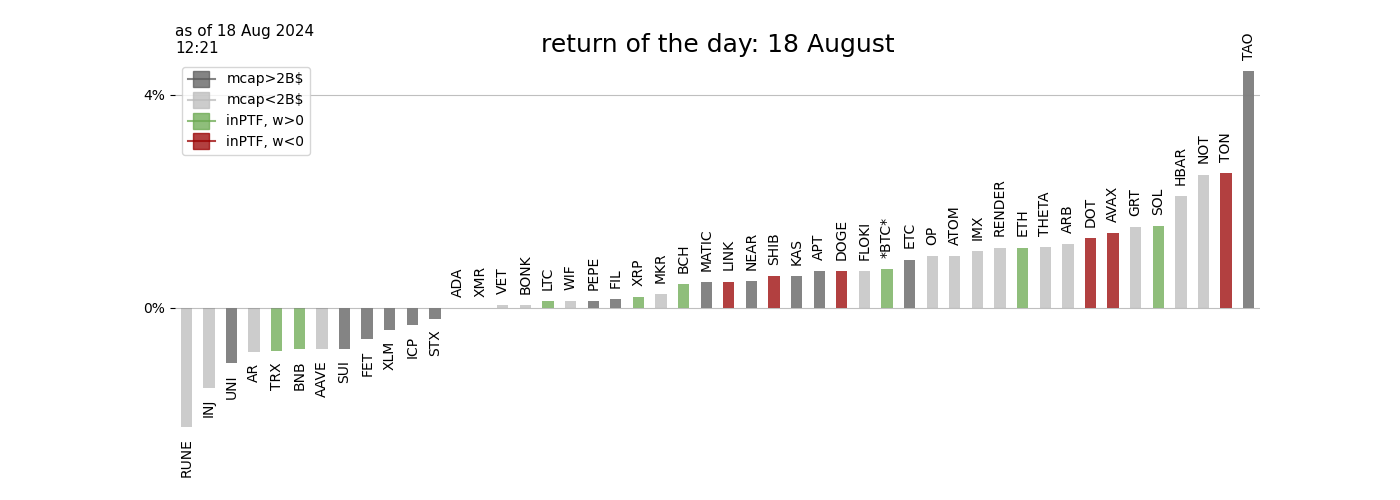 as of 18 Aug 2024
12:21
return of the day: 18 August
mcap>2B$
mcap<2B$
inPTF, w>0
inPTF, w<0
4%
0%
RUNE
INJ
UNI
AR
TRX
BNB
AAVE
SUI
FET
XLM
ICP
STX
ADA
XMR
VET
BONK
LTC
WIF
PEPE
FIL
XRP
MKR
BCH
MATIC
LINK
NEAR
SHIB
KAS
APT
DOGE
FLOKI
*BTC*
ETC
OP
ATOM
IMX
RENDER
ETH
THETA
ARB
DOT
AVAX
GRT
SOL
HBAR
NOT
TON
TAO